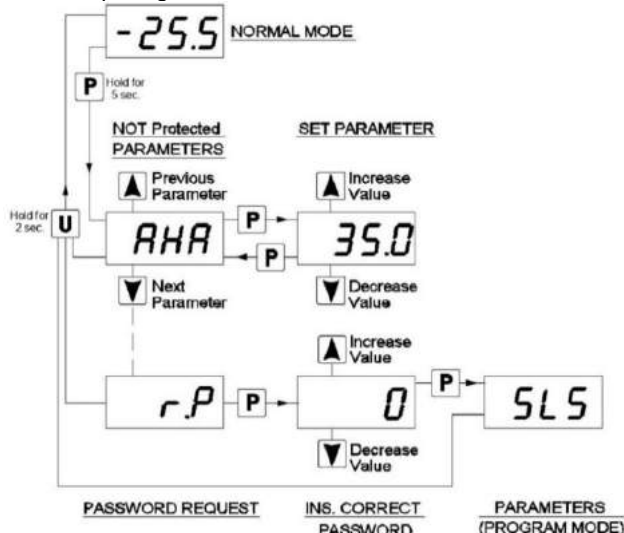 -25.5 NORMAL MODE
P Hold for
5 sec.
NOT Protected
PARAMETERS
SET PARAMETER
Previous
Parameter
Increase
Value
Hold for
2 sec.
U
AHA
P
P
35.0
Next
Parameter
Decrease
Value
Increase
Value
r.P
P
0
P
SLS
Decrease
Value
PASSWORD REQUEST
INS. CORRECT
PASSWORD
PARAMETERS
(PROGRAM MODE)